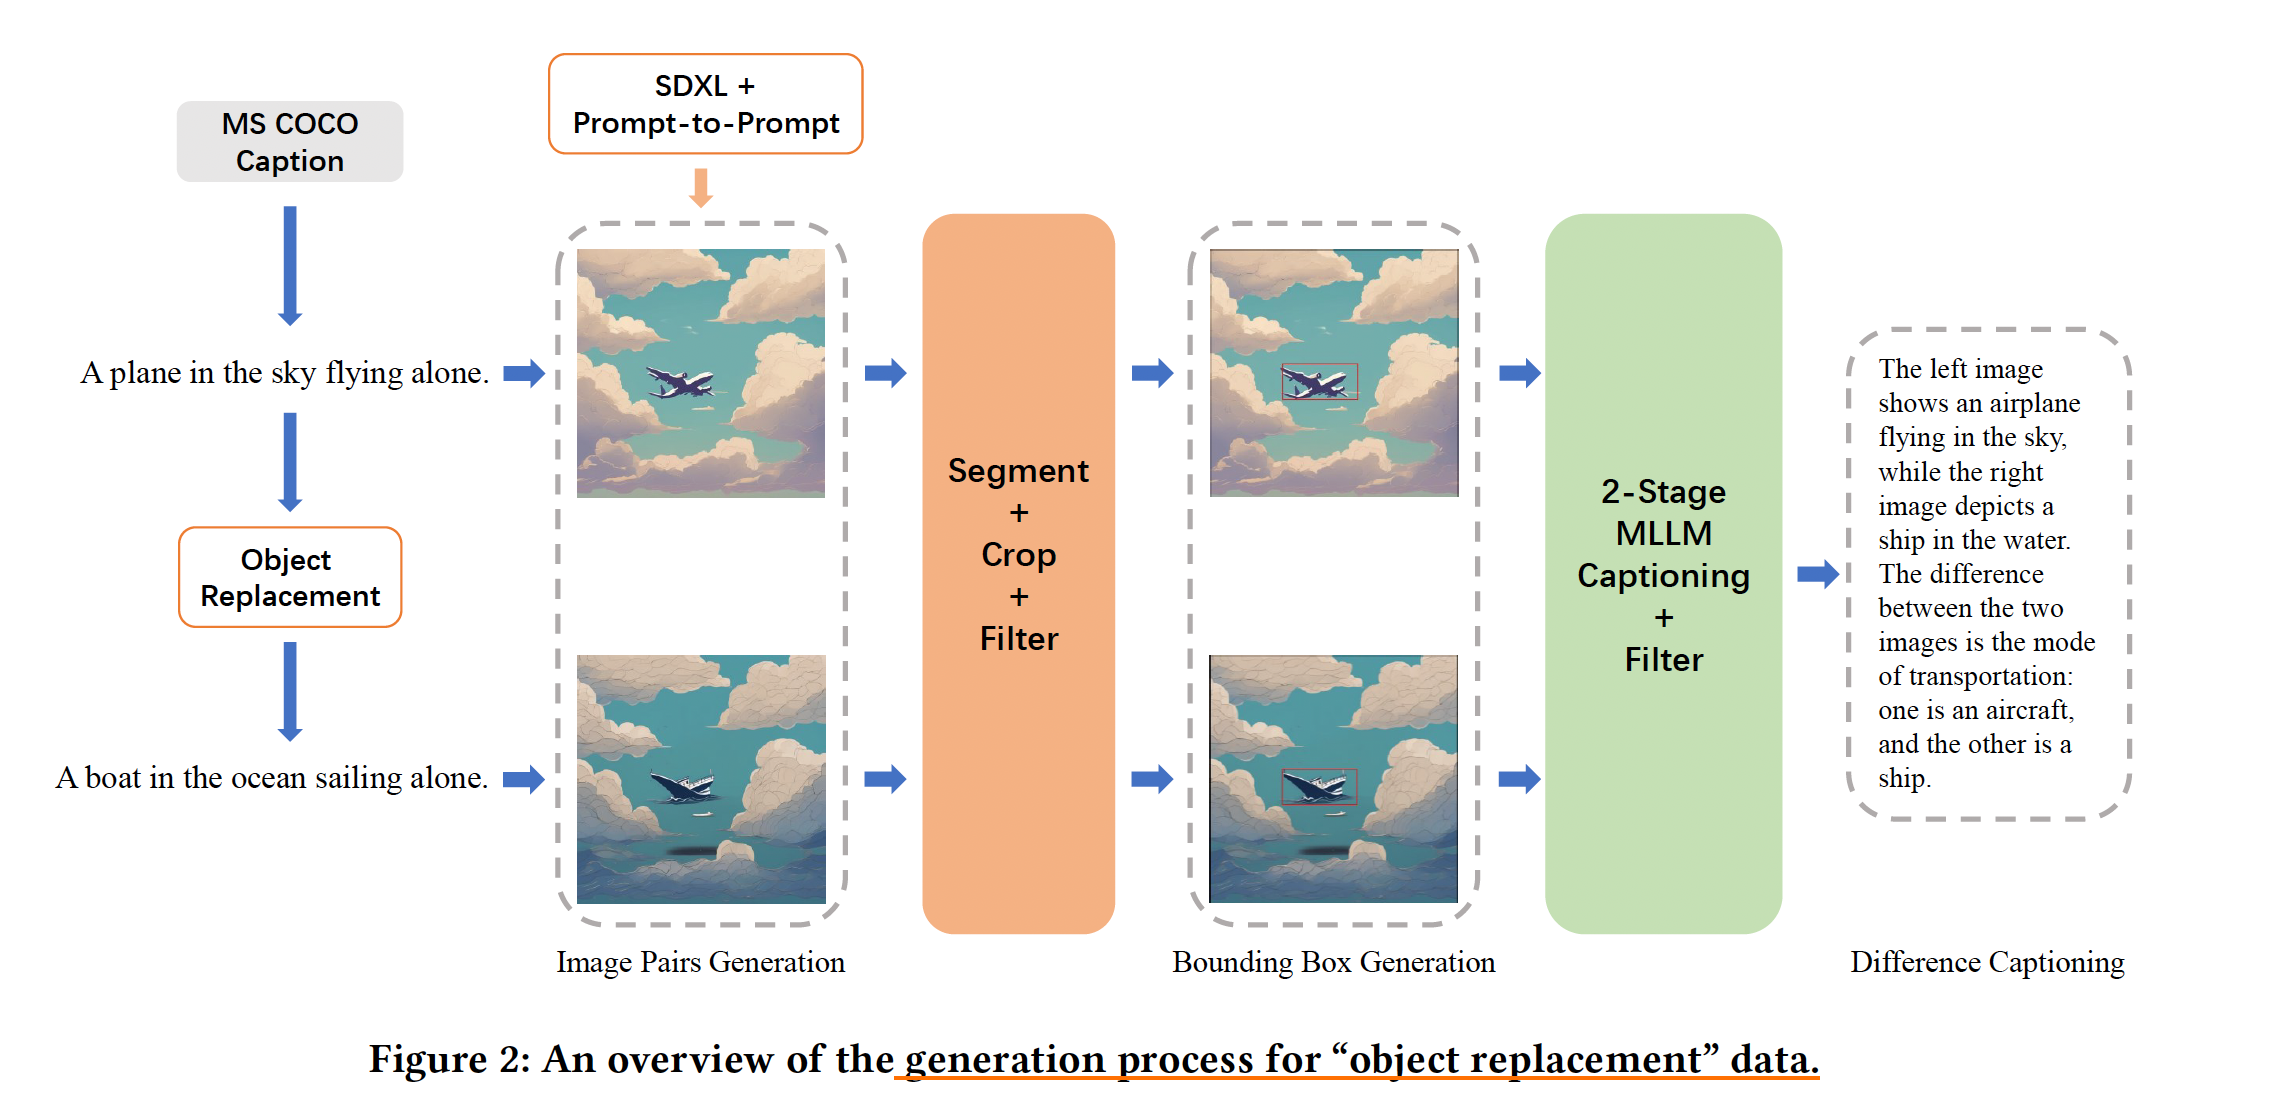 MS COCO
Caption
SDXL +
Prompt-to-Prompt
A plane in the sky flying alone.
Object
Replacement
A boat in the ocean sailing alone.
Segment
+
Crop
+
Filter
2-Stage
MLLM
Captioning
+
Filter
The left image
shows an airplane
flying in the sky,
while the right
image depicts a
ship in the water.
The difference
between the two
images is the mode
of transportation:
one is an aircraft,
and the other is a
ship.
Image Pairs Generation
Bounding Box Generation
Difference Captioning
Figure 2: An overview of the generation process for “object replacement” data.